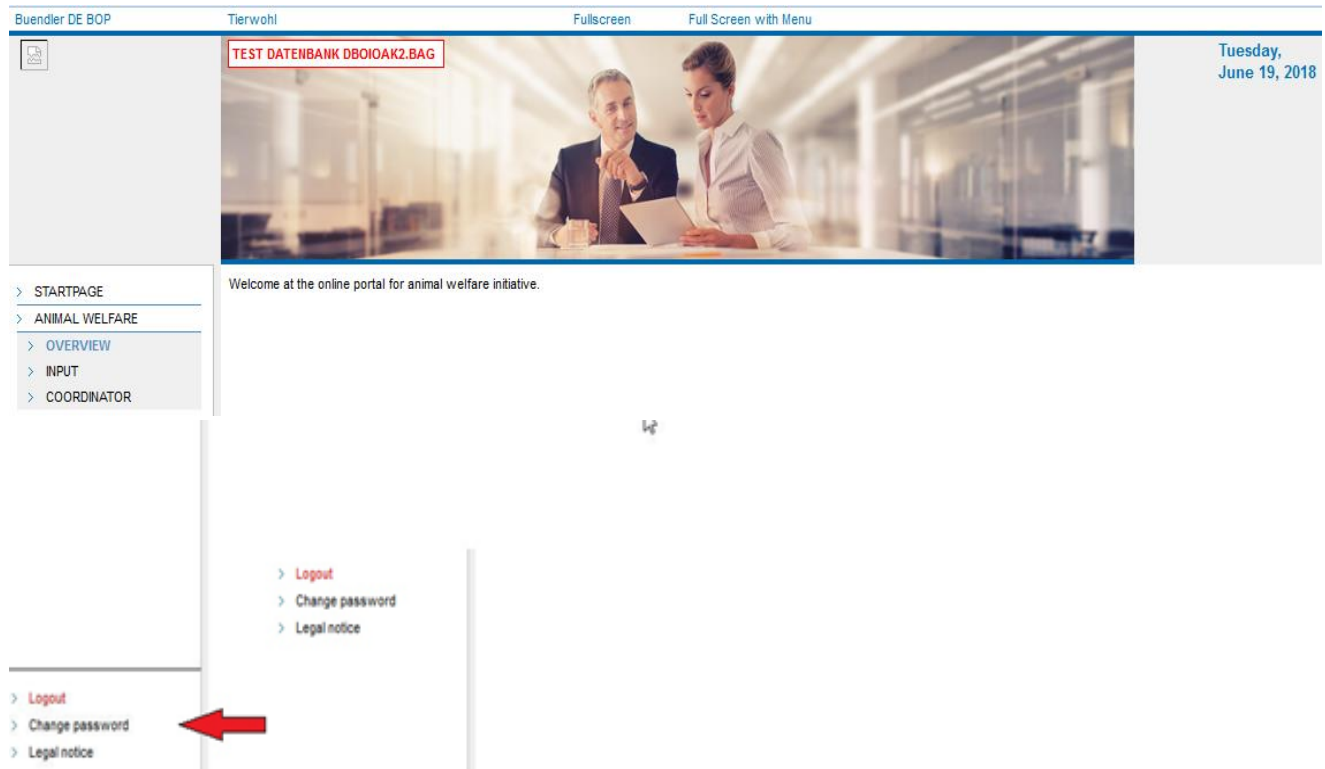 Buendler DE BOP Tierwohl Fullscreen Full Screen with Menu
TEST DATENBANK DBOIOAK2.BAG
Tuesday,
June 19, 2018
Welcome at the online portal for animal welfare initiative.
> STARTPAGE
> ANIMAL WELFARE
> OVERVIEW
> INPUT
> COORDINATOR
> Logout
> Change password
> Legal notice
> Logout
> Change password
> Legal notice